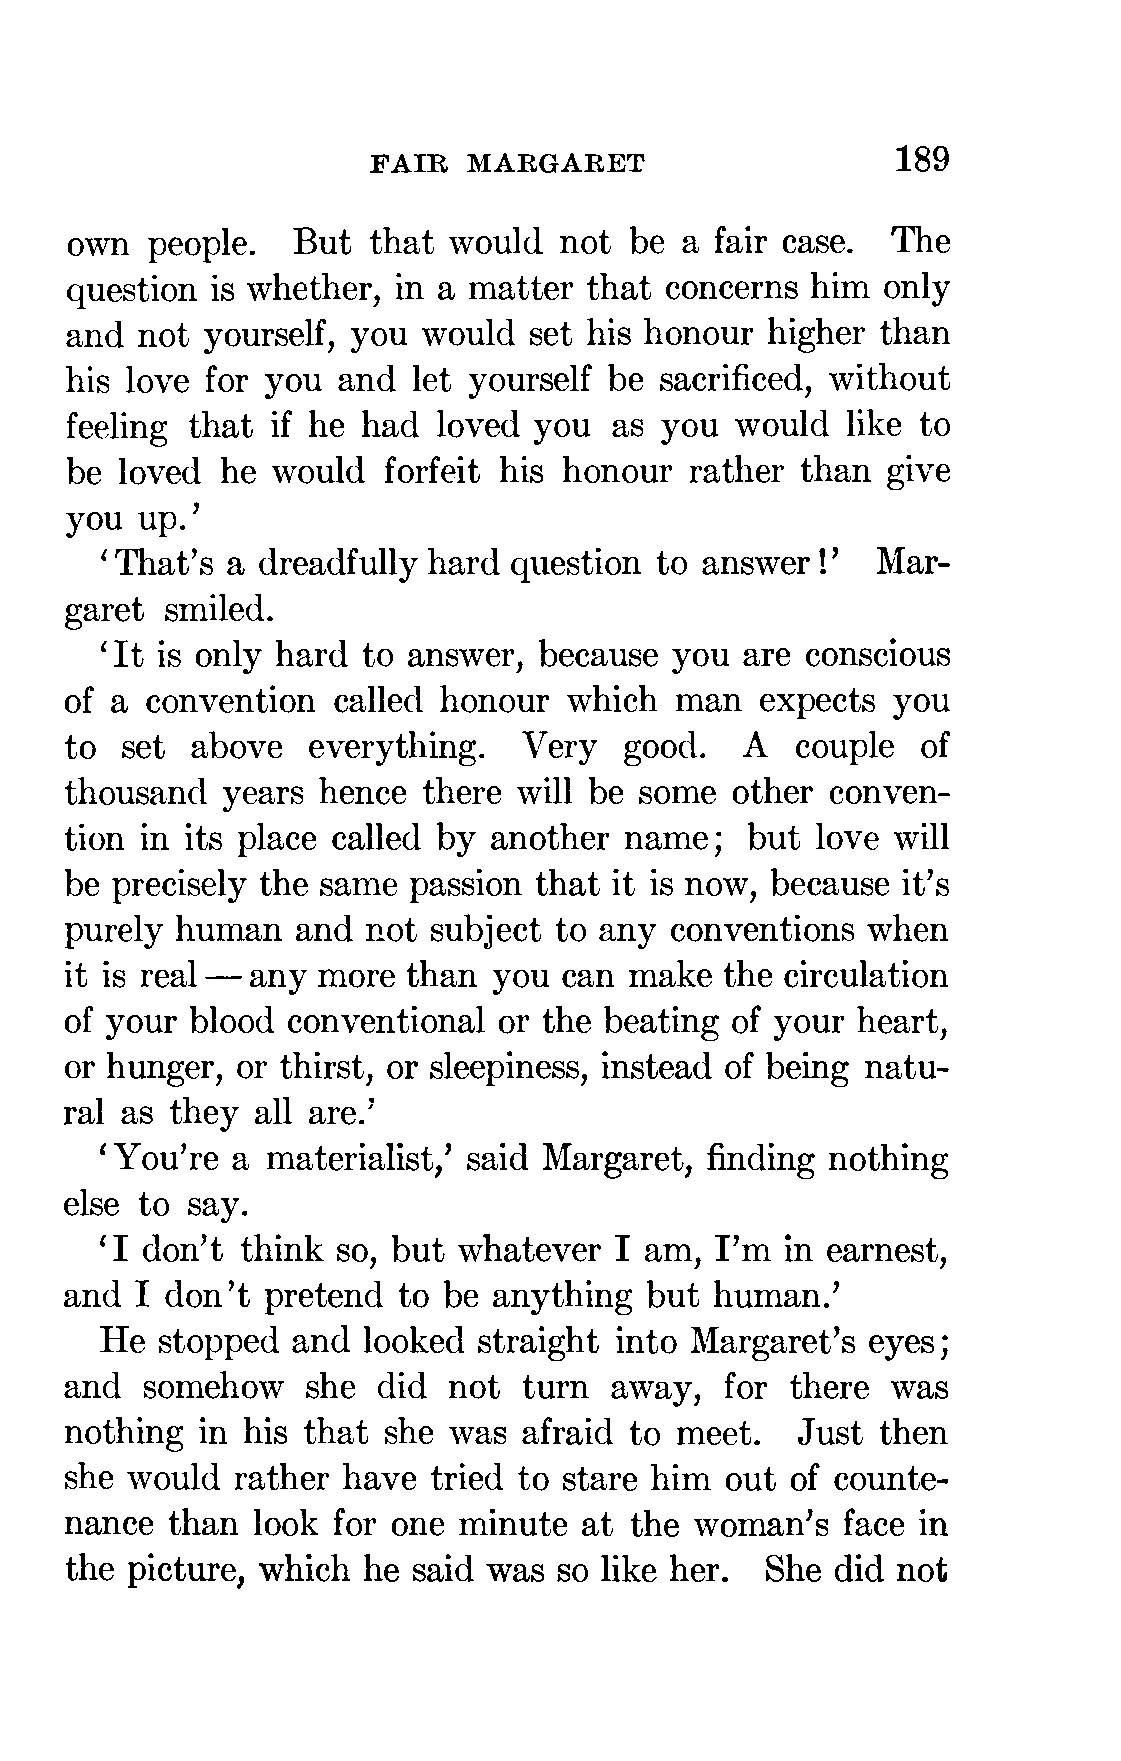 FAIR MARGARET 189
own people. But that would not be a fair case. The
question is whether, in a matter that concerns him only
and not yourself, you would set his honour higher than
his love for you and let yourself be sacrificed, without
feeling that if he had loved you as you would like to
be loved he would forfeit his honour rather than give
you up.'
'That's a dreadfully hard question to answer!' Mar-
garet smiled.
'It is only hard to answer, because you are conscious
of a convention called honour which man expects you
to set above everything. Very good. A couple of
thousand years hence there will be some other conven-
tion in its place called by another name; but love will
be precisely the same passion that it is now, because it's
purely human and not subject to any conventions when
it is real — any more than you can make the circulation
of your blood conventional or the beating of your heart,
or hunger, or thirst, or sleepiness, instead of being natu-
ral as they all are.'
'You're a materialist,' said Margaret, finding nothing
else to say.
'I don't think so, but whatever I am, I'm in earnest,
and I don't pretend to be anything but human.'
He stopped and looked straight into Margaret's eyes;
and somehow she did not turn away, for there was
nothing in his that she was afraid to meet. Just then
she would rather have tried to stare him out of counte-
nance than look for one minute at the woman's face in
the picture, which he said was so like her. She did not